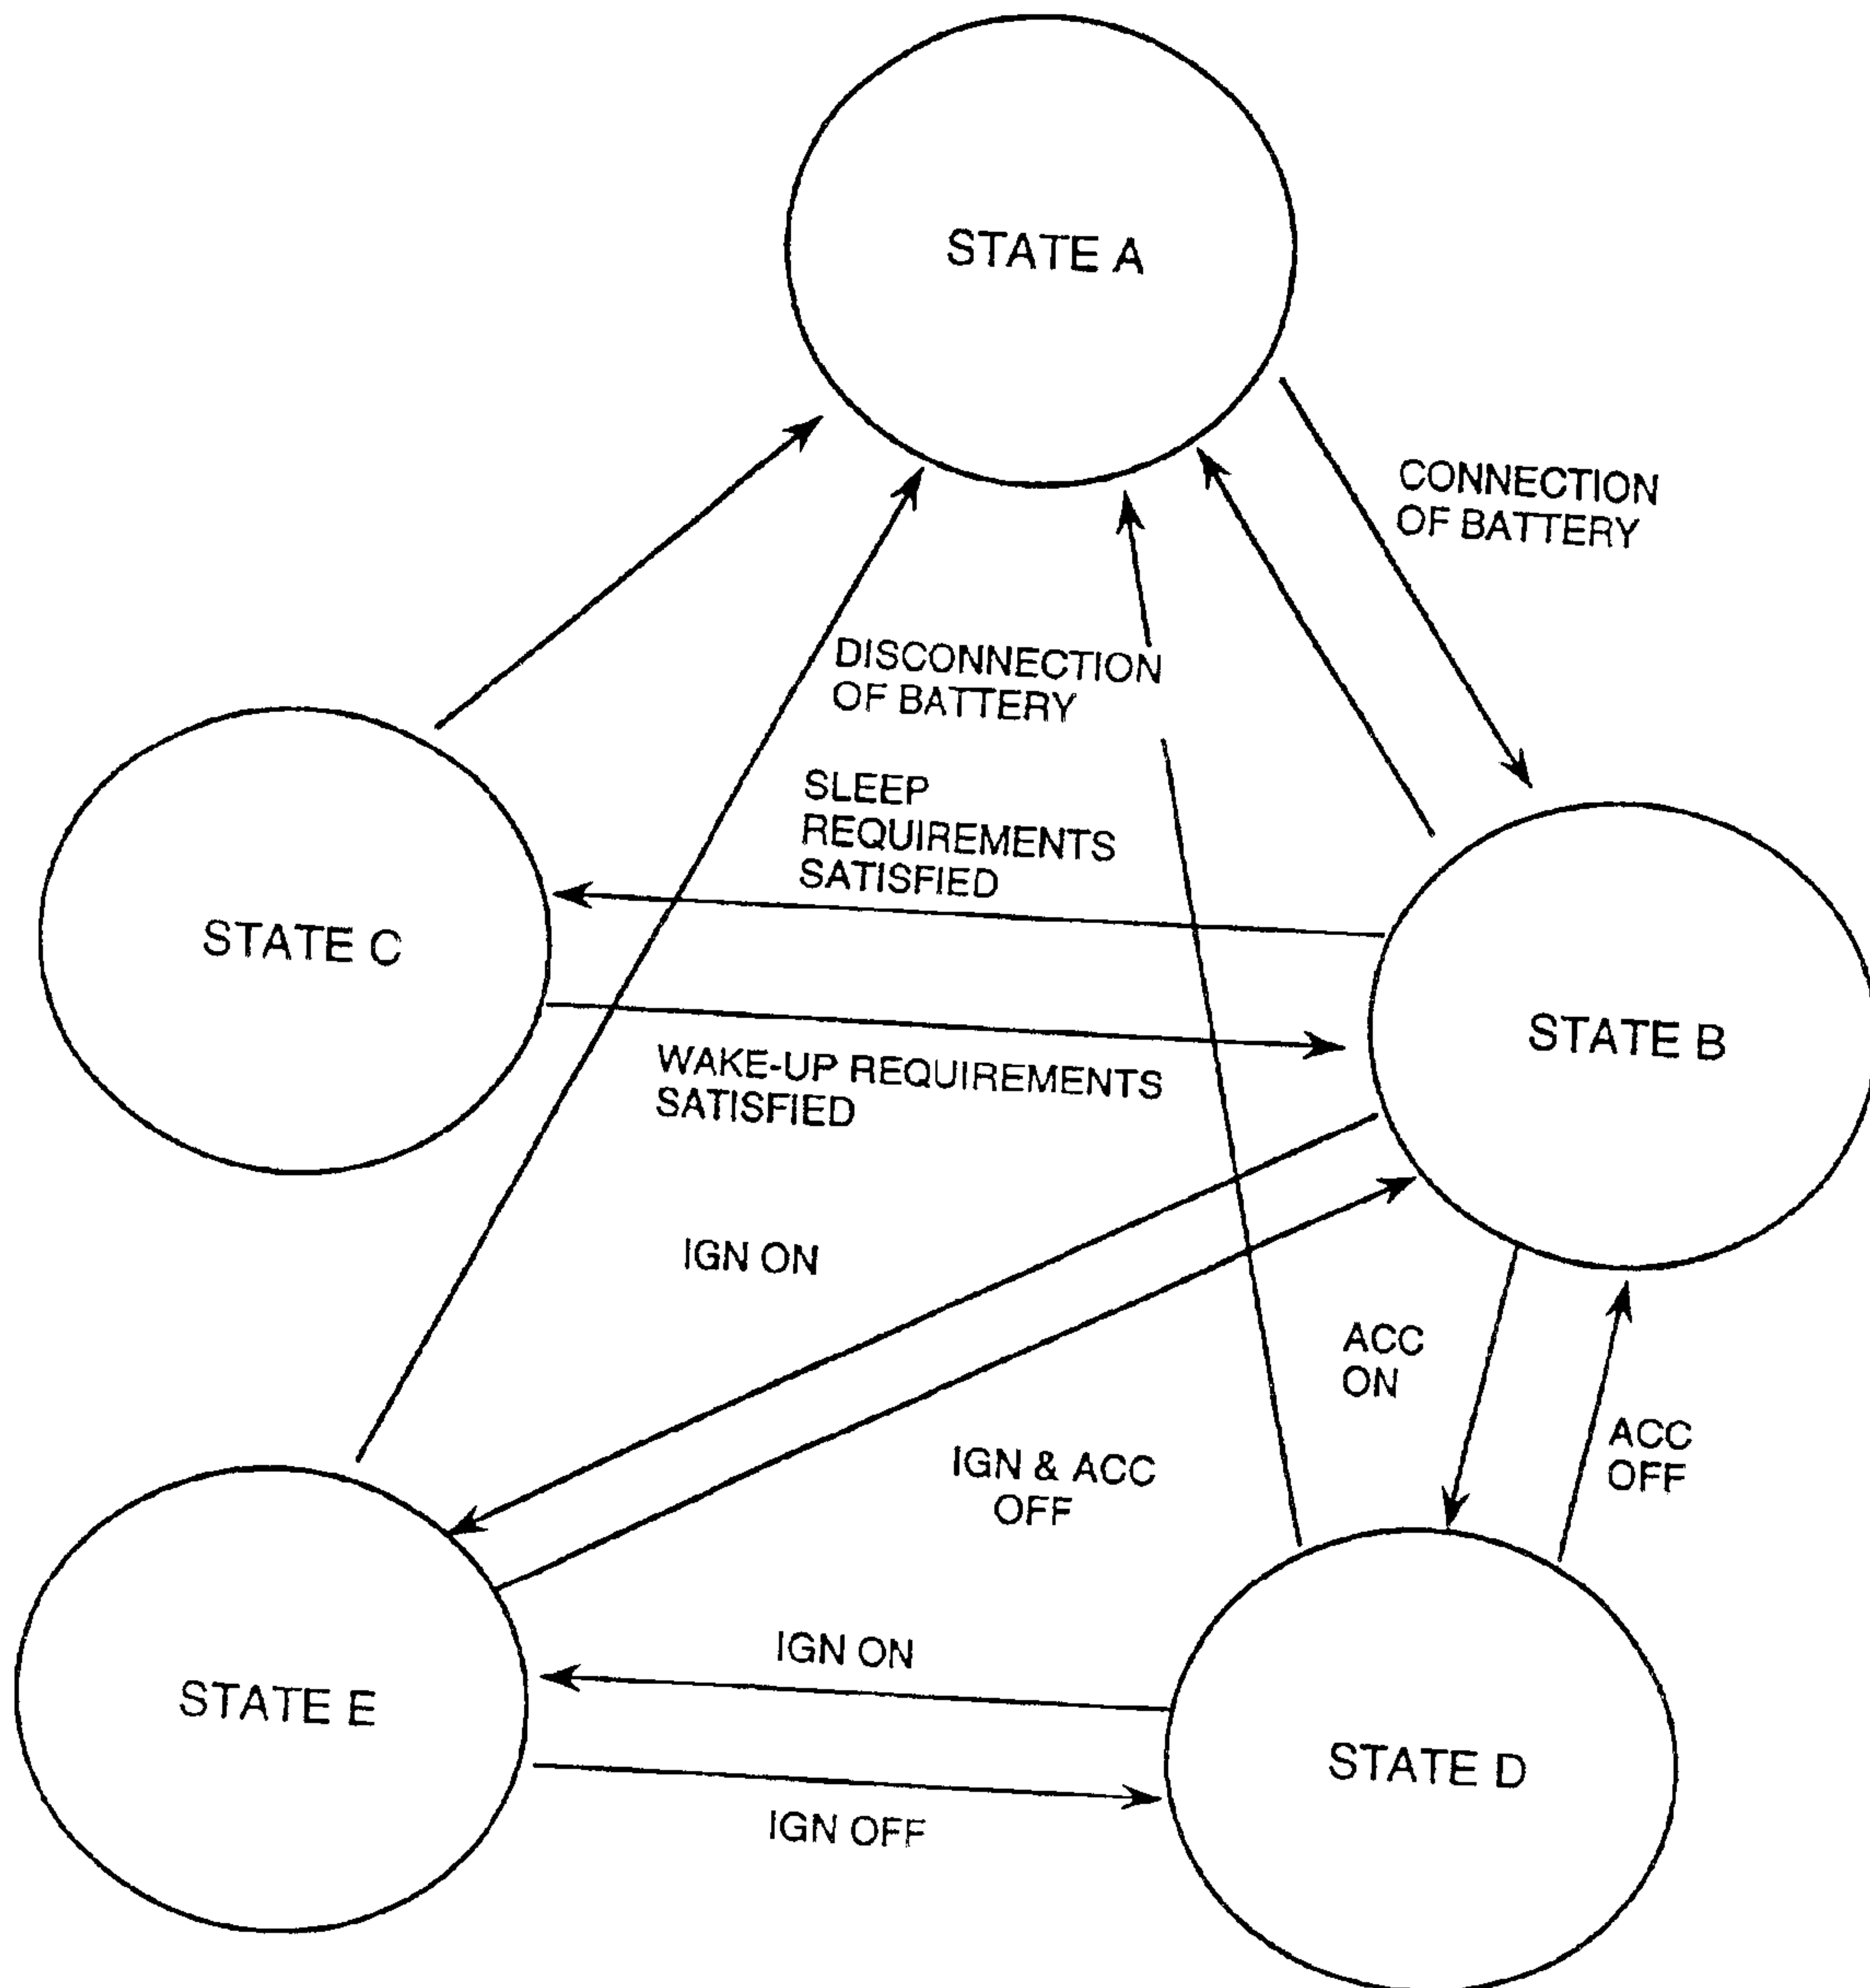 STATE A
CONNECTION
OF BATTERY
DISCONNECTION
OF BATTERY
SLEEP
REQUIREMENTS
SATISFIED
STATE C
STATE B
WAKE-UP REQUIREMENTS
SATISFIED
IGN ON
ACC
ON
ACC
OFF
IGN & ACC
OFF
IGN ON
STATE E
STATE D
IGN OFF